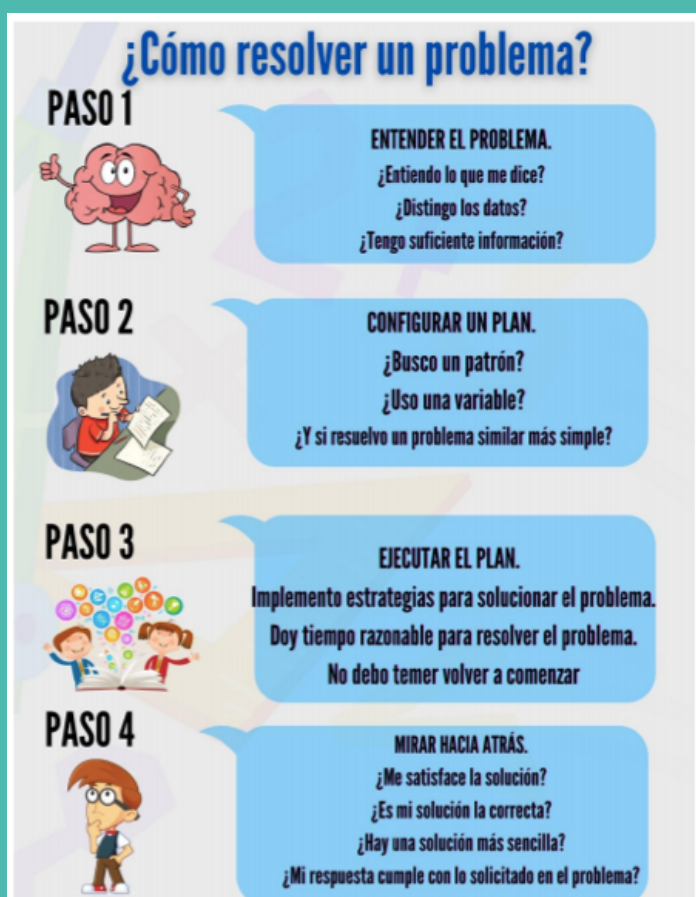 ¿Cómo resolver un problema?
PASO 1
ENTENDER EL PROBLEMA.
¿Entiendo lo que me dice?
¿Distingo los datos?
¿Tengo suficiente información?
PASO 2
CONFIGURAR UN PLAN.
¿Busco un patrón?
¿Uso una variable?
¿Y si resuelvo un problema similar más simple?
PASO 3
EJECUTAR EL PLAN.
Implemento estrategias para solucionar el problema.
Doy tiempo razonable para resolver el problema.
No debo temer volver a comenzar
PASO 4
MIRAR HACIA ATRÁS.
¿Me satisface la solución?
¿Es mi solución la correcta?
¿Hay una solución más sencilla?
¿Mi respuesta cumple con lo solicitado en el problema?